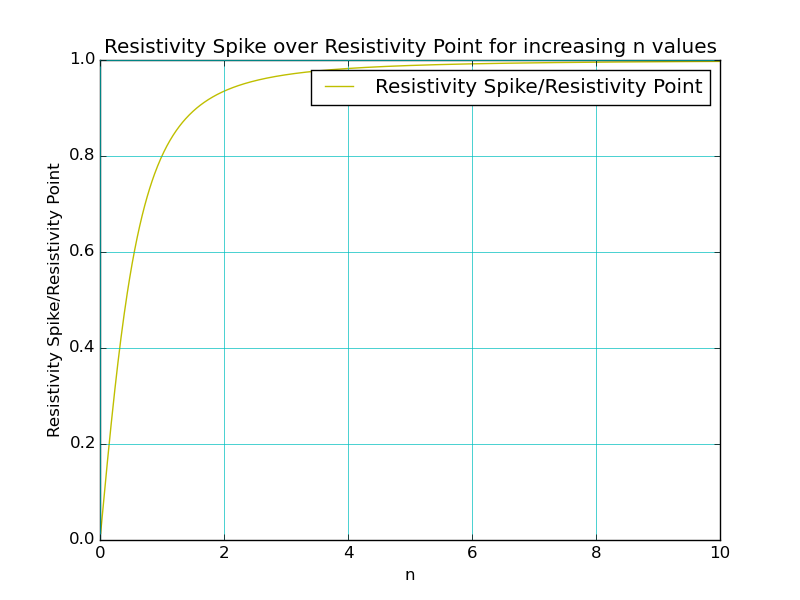 Resistivity Spike over Resistivity Point for increasing n values
Resistivity Spike/Resistivity Point
Resistivity Spike/Resistivity Point
1.0
0.8
0.6
0.4
0.2
0.0
0 2 4 6 8 10
n